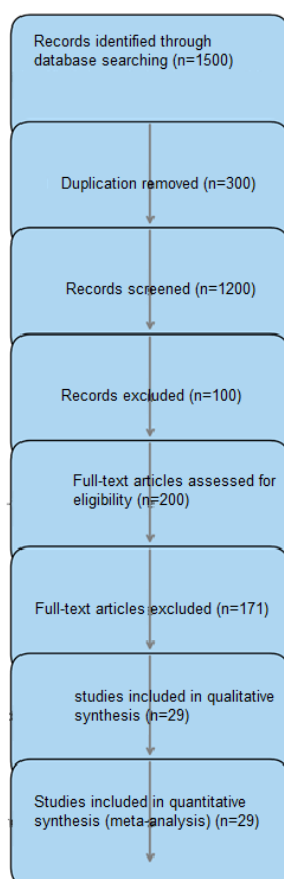 Records identified through
database searching (n=1500)
Duplication removed (n=300)
Records screened (n=1200)
Records excluded (n=100)
Full-text articles assessed for
eligibility (n=200)
Full-text articles excluded (n=171)
studies included in qualitative
synthesis (n=29)
Studies included in quantitative
synthesis (meta-analysis) (n=29)